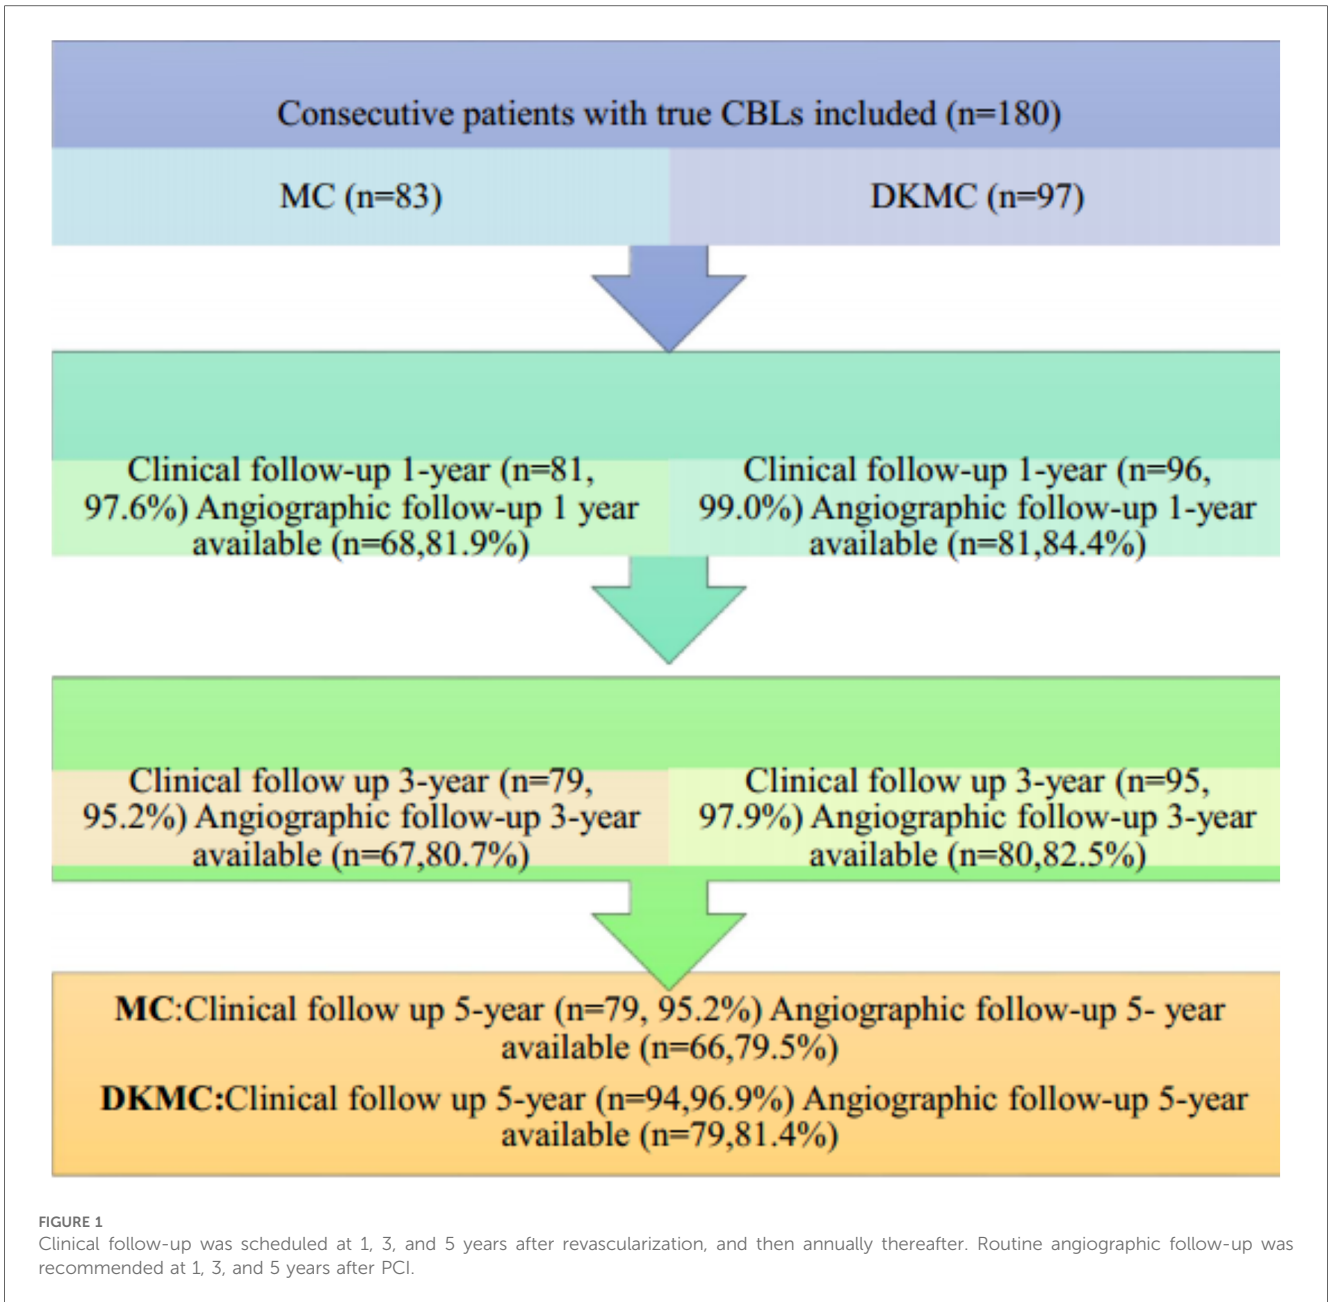 Consecutive patients with true CBLs included (n=180)
MC (n=83)
DKMC (n=97)
Clinical follow-up 1-year (n=81,
97.6%) Angiographic follow-up 1 year
available (n=68,81.9%)
Clinical follow-up 1-year (n=96,
99.0%) Angiographic follow-up 1-year
available (n=81,84.4%)
Clinical follow up 3-year (n=79,
95.2%) Angiographic follow-up 3-year
available (n=67,80.7%)
Clinical follow up 3-year (n=95,
97.9%) Angiographic follow-up 3-year
available (n=80,82.5%)
MC:Clinical follow up 5-year (n=79, 95.2%) Angiographic follow-up 5- year
available (n=66,79.5%)
DKMC:Clinical follow up 5-year (n=94,96.9%) Angiographic follow-up 5-year
available (n=79,81.4%)
FIGURE 1
Clinical follow-up was scheduled at 1, 3, and 5 years after revascularization, and then annually thereafter. Routine angiographic follow-up was
recommended at 1, 3, and 5 years after PCI.